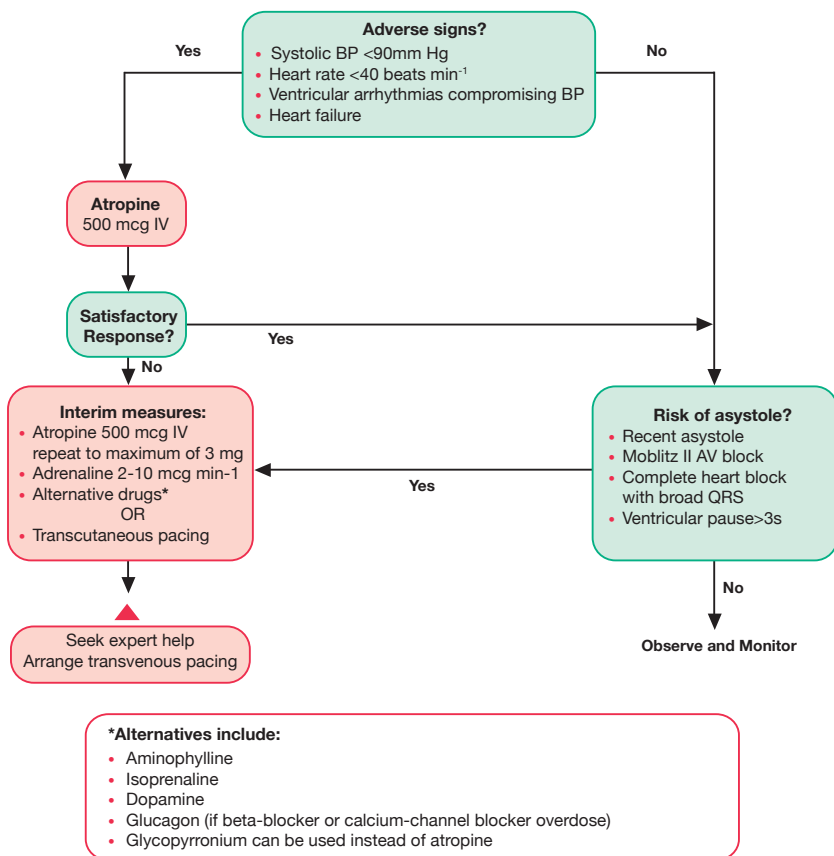 Adverse signs?
• Systolic BP <90mm Hg
• Heart rate <40 beats min⁻¹
• Ventricular arrhythmias compromising BP
• Heart failure
Yes
No
Atropine
500 mcg IV
Satisfactory
Response?
Yes
No
Interim measures:
• Atropine 500 mcg IV
repeat to maximum of 3 mg
• Adrenaline 2-10 mcg min-1
• Alternative drugs*
OR
• Transcutaneous pacing
Risk of asystole?
• Recent asystole
• Moblitz II AV block
• Complete heart block
with broad QRS
• Ventricular pause>3s
Yes
No
Seek expert help
Arrange transvenous pacing
Observe and Monitor
*Alternatives include:
• Aminophylline
• Isoprenaline
• Dopamine
• Glucagon (if beta-blocker or calcium-channel blocker overdose)
• Glycopyrronium can be used instead of atropine